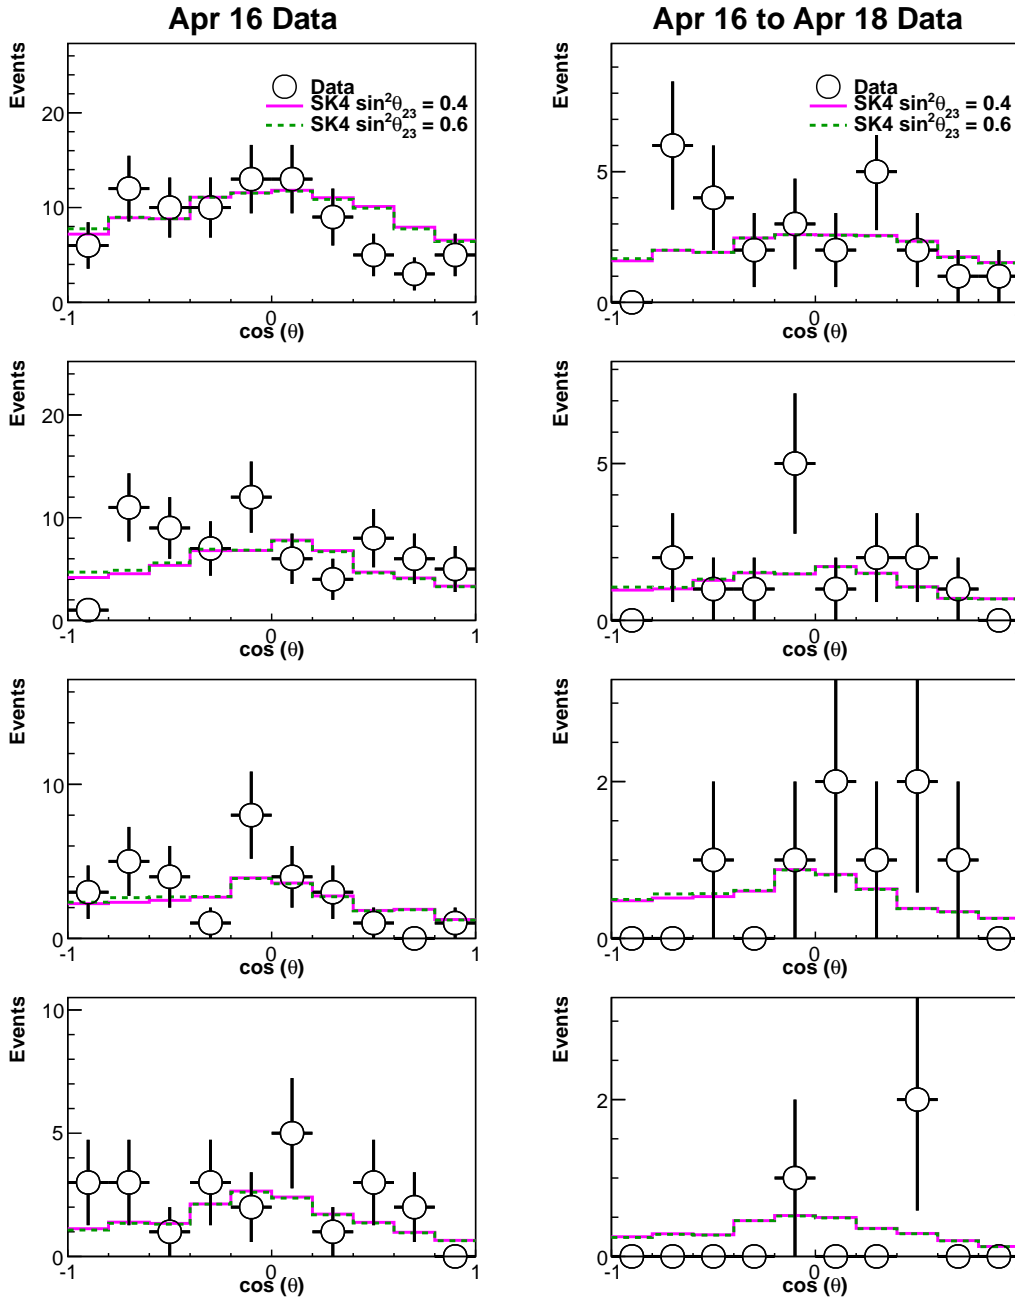 Apr 16 Data
Events
20
10
0
-1
0
1
cos (θ)
Data
SK4 sin²θ₂₃ = 0.4
SK4 sin²θ₂₃ = 0.6
Apr 16 to Apr 18 Data
Events
5
0
-1
0
cos (θ)
Data
SK4 sin²θ₂₃ = 0.4
SK4 sin²θ₂₃ = 0.6
Events
20
10
0
-1
0
1
cos (θ)
Events
5
0
-1
0
cos (θ)
Events
10
0
-1
0
1
cos (θ)
Events
2
0
-1
0
cos (θ)
Events
10
5
0
-1
0
1
cos (θ)
Events
2
0
-1
0
cos (θ)